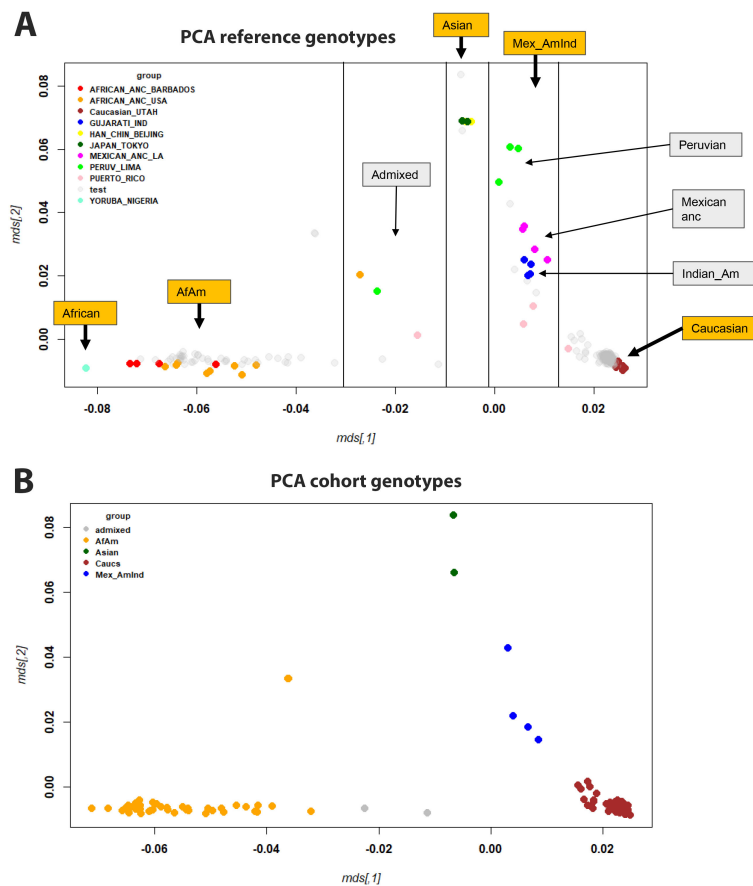 A
PCA reference genotypes
Asian
Mex_AmInd
group
AFRICAN_ANC_BARBADOS
AFRICAN_ANC_USA
Caucasian_UTAH
GUJARATI_IND
HAN_CHIN_BEIJING
JAPAN_TOKYO
MEXICAN_ANC_LA
PERUV_LIMA
PUERTO_RICO
test
YORUBA_NIGERIA
Peruvian
Admixed
Mexican
anc
Indian_Am
African
AfAm
Caucasian
mds[,2]
0.08
0.06
0.04
0.02
0.00
-0.08
-0.06
-0.04
-0.02
0.00
0.02
mds[,1]
B
PCA cohort genotypes
group
admixed
AfAm
Asian
Caucs
Mex_AmInd
mds[,2]
0.08
0.06
0.04
0.02
0.00
-0.06
-0.04
-0.02
0.00
0.02
mds[,1]